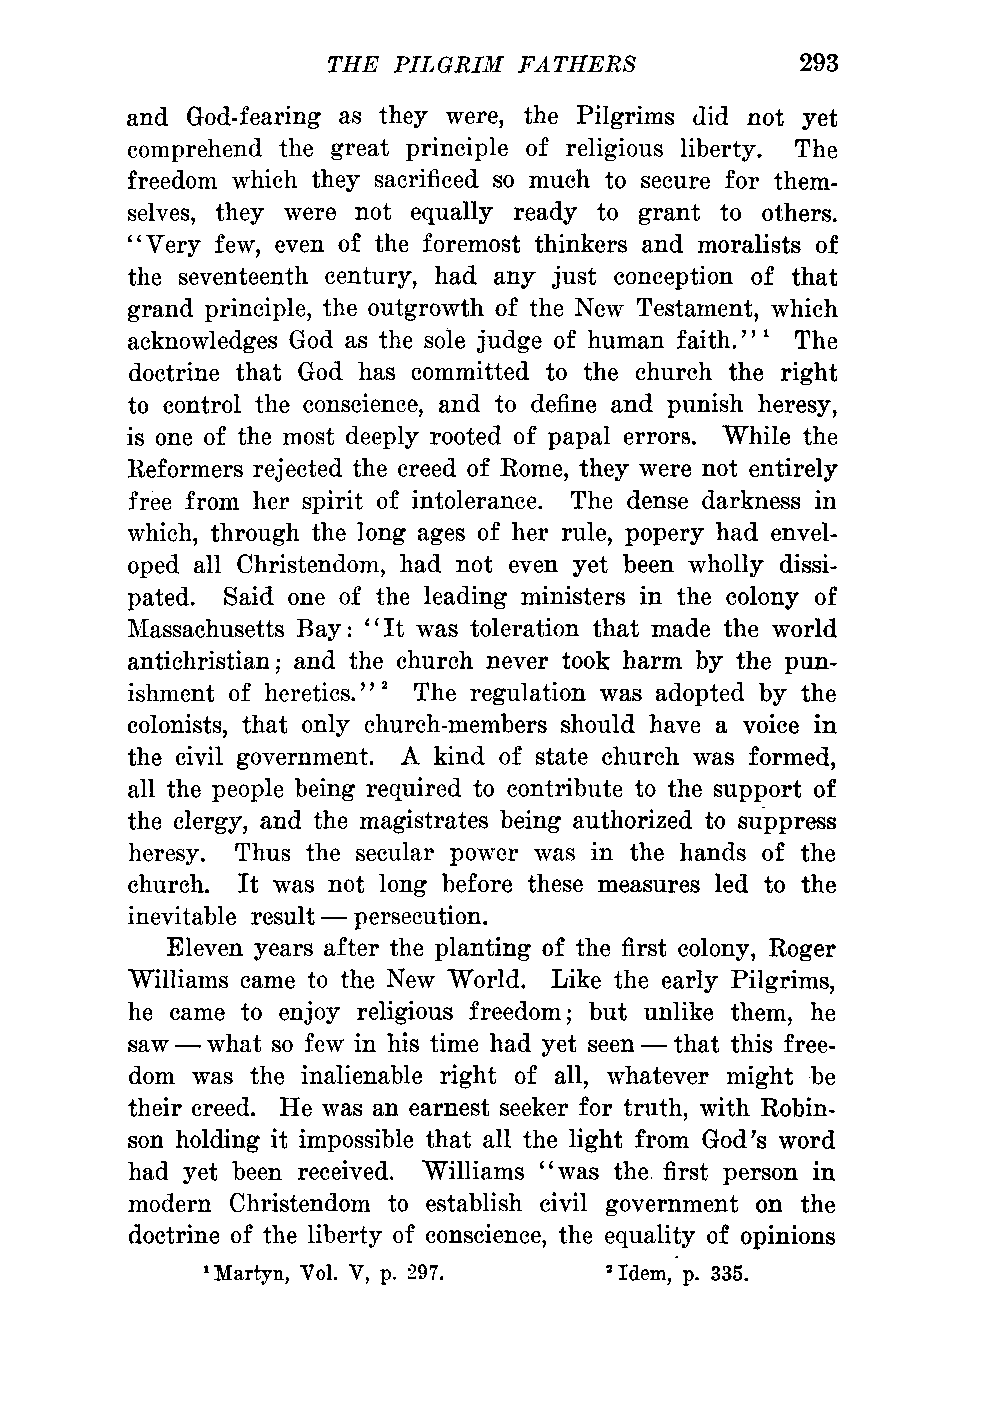 THE PILGRIM FATHERS 293
and God-fearing as they were, the Pilgrims did not yet
comprehend the great principle of religious liberty. The
freedom which they sacrificed so much to secure for them-
selves, they were not equally ready to grant to others.
“Very few, even of the foremost thinkers and moralists of
the seventeenth century, had any just conception of that
grand principle, the outgrowth of the New Testament, which
acknowledges God as the sole judge of human faith.”¹ The
doctrine that God has committed to the church the right
to control the conscience, and to define and punish heresy,
is one of the most deeply rooted of papal errors. While the
Reformers rejected the creed of Rome, they were not entirely
free from her spirit of intolerance. The dense darkness in
which, through the long ages of her rule, popery had envel-
oped all Christendom, had not even yet been wholly dissi-
pated. Said one of the leading ministers in the colony of
Massachusetts Bay: “It was toleration that made the world
antichristian; and the church never took harm by the pun-
ishment of heretics.”² The regulation was adopted by the
colonists, that only church-members should have a voice in
the civil government. A kind of state church was formed,
all the people being required to contribute to the support of
the clergy, and the magistrates being authorized to suppress
heresy. Thus the secular power was in the hands of the
church. It was not long before these measures led to the
inevitable result — persecution.
Eleven years after the planting of the first colony, Roger
Williams came to the New World. Like the early Pilgrims,
he came to enjoy religious freedom; but unlike them, he
saw — what so few in his time had yet seen — that this free-
dom was the inalienable right of all, whatever might be
their creed. He was an earnest seeker for truth, with Robin-
son holding it impossible that all the light from God's word
had yet been received. Williams “was the first person in
modern Christendom to establish civil government on the
doctrine of the liberty of conscience, the equality of opinions
¹Martyn, Vol. V, p. 297. ²Idem, p. 335.